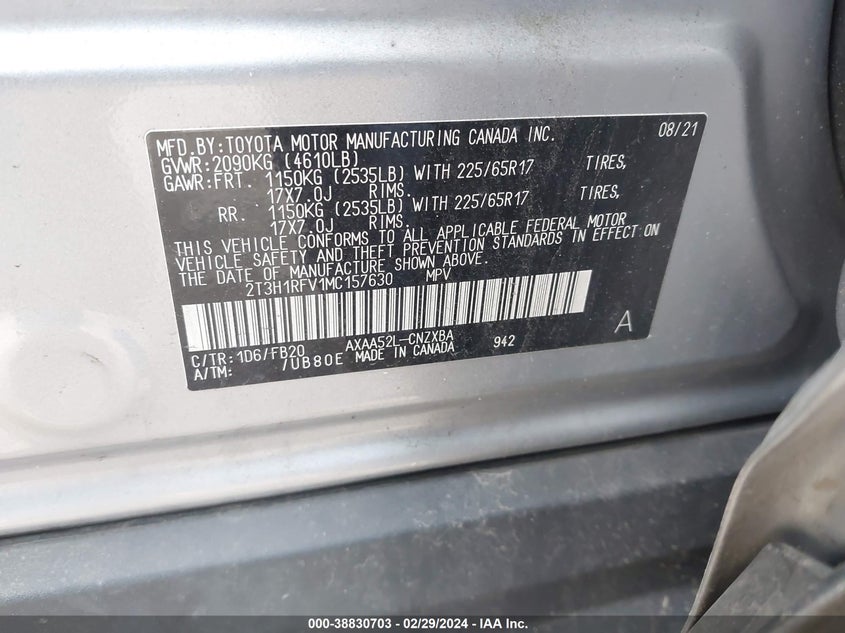 MFD.BY:TOYOTA MOTOR MANUFACTURING CANADA INC. 08/21
GVWR:2090KG (4610LB)
GAWR:FRT. 1150KG (2535LB) WITH 225/65R17 TIRES,
17X7.0J RIMS.
RR. 1150KG (2535LB) WITH 225/65R17 TIRES,
17X7.0J RIMS.
THIS VEHICLE CONFORMS TO ALL APPLICABLE FEDERAL MOTOR
VEHICLE SAFETY AND THEFT PREVENTION STANDARDS IN EFFECT ON
THE DATE OF MANUFACTURE SHOWN ABOVE.
2T3H1RFV1MC157630 MPV
A
C/TR:1D6/FB20 AXAA52L-CNZXBA 942
A/TM: /UB80E MADE IN CANADA
000-38830703 - 02/29/2024 - IAAI.com